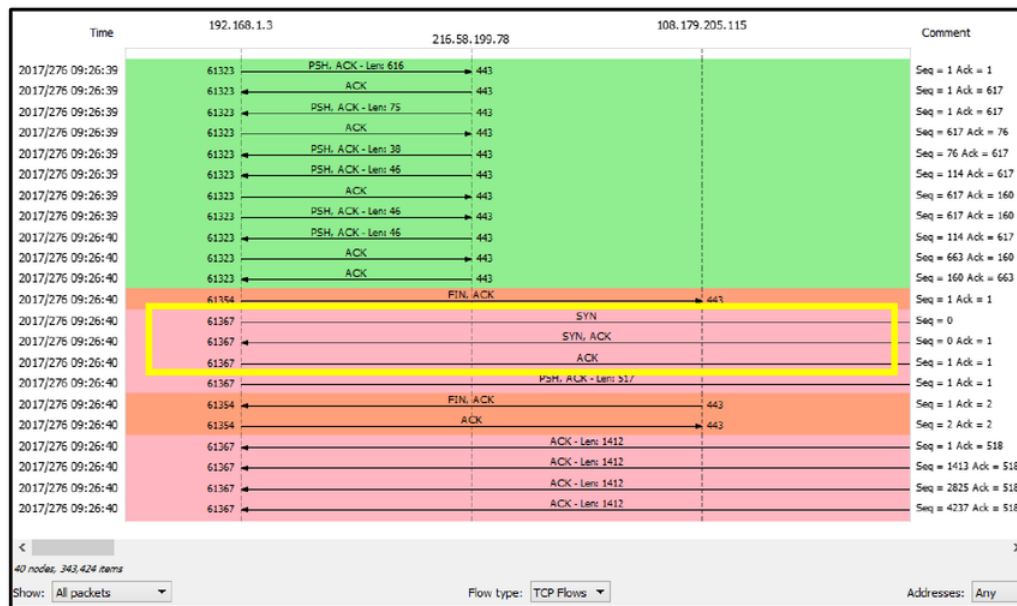 192.168.1.3 108.179.205.115
Time 216.58.199.78 Comment
2017/276 09:26:39 61323 PSH, ACK - Len: 616 443 Seq = 1 Ack = 1
2017/276 09:26:39 61323 ACK 443 Seq = 1 Ack = 617
2017/276 09:26:39 61323 PSH, ACK - Len: 75 443 Seq = 1 Ack = 617
2017/276 09:26:39 61323 ACK 443 Seq = 617 Ack = 76
2017/276 09:26:39 61323 PSH, ACK - Len: 38 443 Seq = 76 Ack = 617
2017/276 09:26:39 61323 PSH, ACK - Len: 46 443 Seq = 114 Ack = 617
2017/276 09:26:39 61323 ACK 443 Seq = 617 Ack = 160
2017/276 09:26:39 61323 PSH, ACK - Len: 46 443 Seq = 617 Ack = 160
2017/276 09:26:40 61323 PSH, ACK - Len: 46 443 Seq = 114 Ack = 617
2017/276 09:26:40 61323 ACK 443 Seq = 663 Ack = 160
2017/276 09:26:40 61323 ACK 443 Seq = 160 Ack = 663
2017/276 09:26:40 61354 FIN, ACK 443 Seq = 1 Ack = 1
2017/276 09:26:40 61367 SYN Seq = 0
2017/276 09:26:40 61367 SYN, ACK Seq = 0 Ack = 1
2017/276 09:26:40 61367 ACK Seq = 1 Ack = 1
2017/276 09:26:40 61367 PSH, ACK - Len: 517 Seq = 1 Ack = 1
2017/276 09:26:40 61354 FIN, ACK 443 Seq = 1 Ack = 2
2017/276 09:26:40 61354 ACK 443 Seq = 2 Ack = 2
2017/276 09:26:40 61367 ACK - Len: 1412 Seq = 1 Ack = 518
2017/276 09:26:40 61367 ACK - Len: 1412 Seq = 1413 Ack = 518
2017/276 09:26:40 61367 ACK - Len: 1412 Seq = 2825 Ack = 518
2017/276 09:26:40 61367 ACK - Len: 1412 Seq = 4237 Ack = 518
40 nodes, 343,424 items
Show: All packets Flow type: TCP Flows Addresses: Any